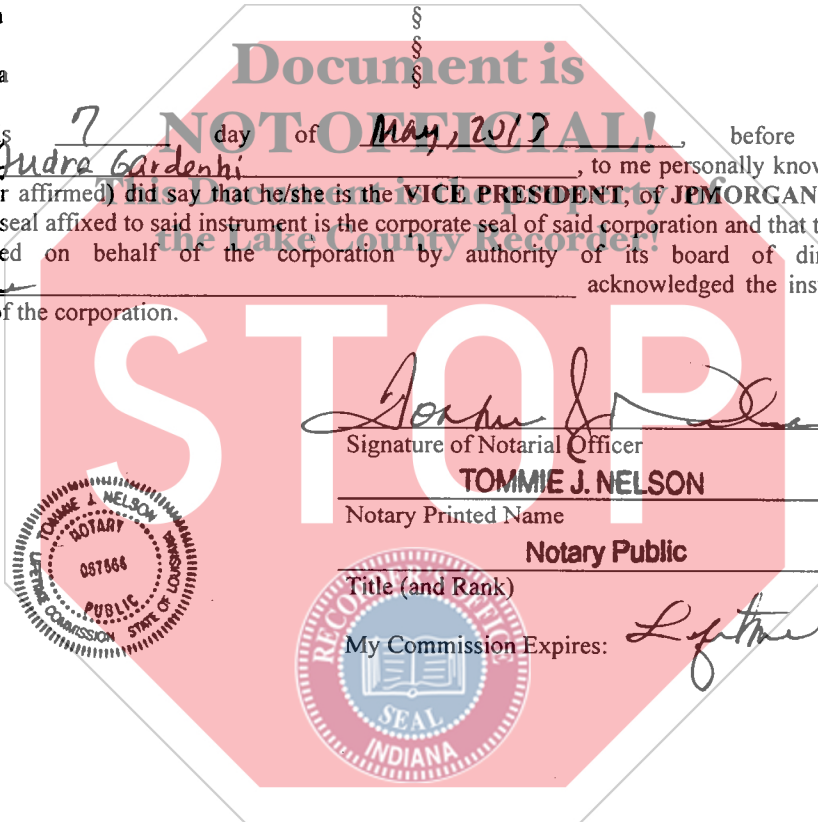 a §
§
a §
Document is
NOT OFFICIAL!
This Document is the property of
the Lake County Recorder!
s 7 day of May, 2013, before
Audra Gardenhi, to me personally know
r affirmed) did say that he/she is the VICE PRESIDENT, of JPMORGAN
seal affixed to said instrument is the corporate seal of said corporation and that t
ed on behalf of the corporation by authority of its board of di
acknowledged the ins
of the corporation.
STOP
Signature of Notarial Officer
TOMMIE J. NELSON
Notary Printed Name
Notary Public
Title (and Rank)
My Commission Expires: Lifetime
TOMMIE J. NELSON
NOTARY
057566
PUBLIC
LIFETIME COMMISSION STATE OF LOUISIANA
RECORDER'S OFFICE
SEAL
INDIANA